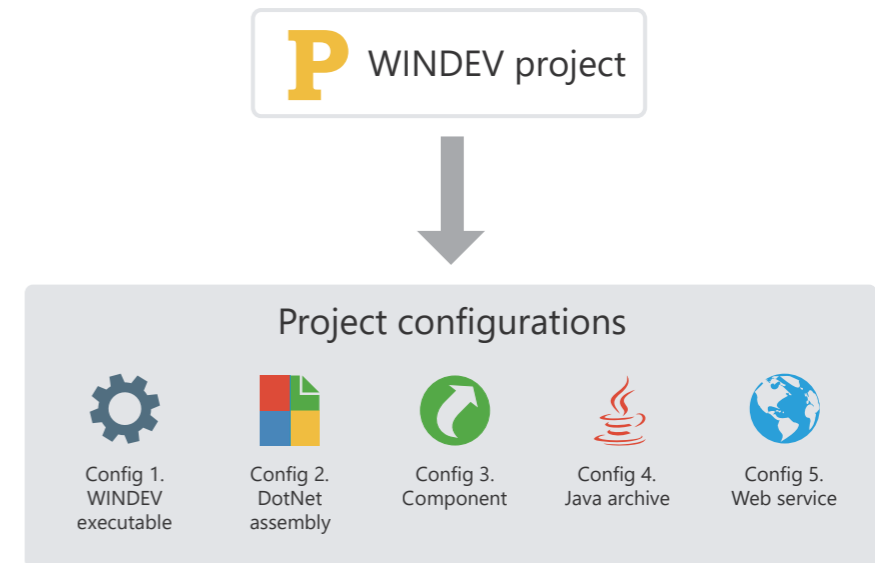 P WINDEV project
Project configurations
Config 1.
WINDEV
executable
Config 2.
DotNet
assembly
Config 3.
Component
Config 4.
Java archive
Config 5.
Web service